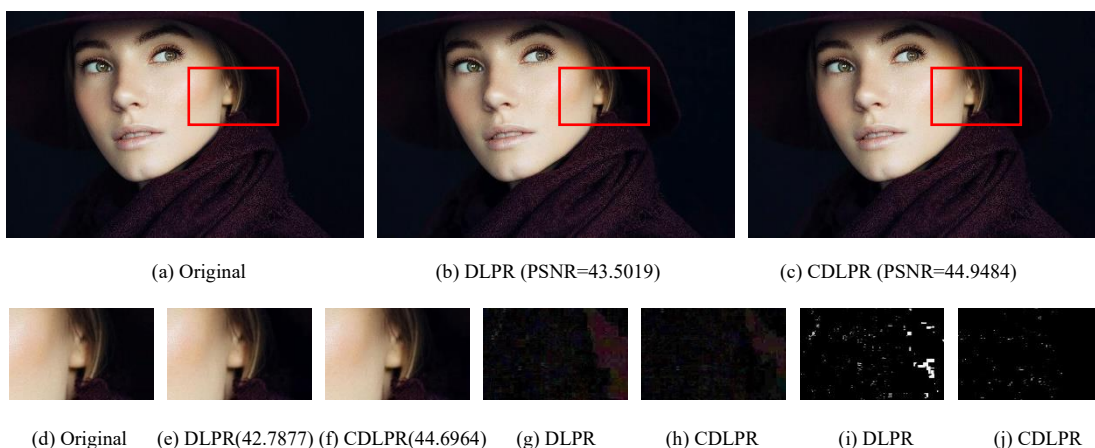 (a) Original (b) DLPR (PSNR=43.5019) (c) CDLPR (PSNR=44.9484)
(d) Original (e) DLPR(42.7877) (f) CDLPR(44.6964) (g) DLPR (h) CDLPR (i) DLPR (j) CDLPR